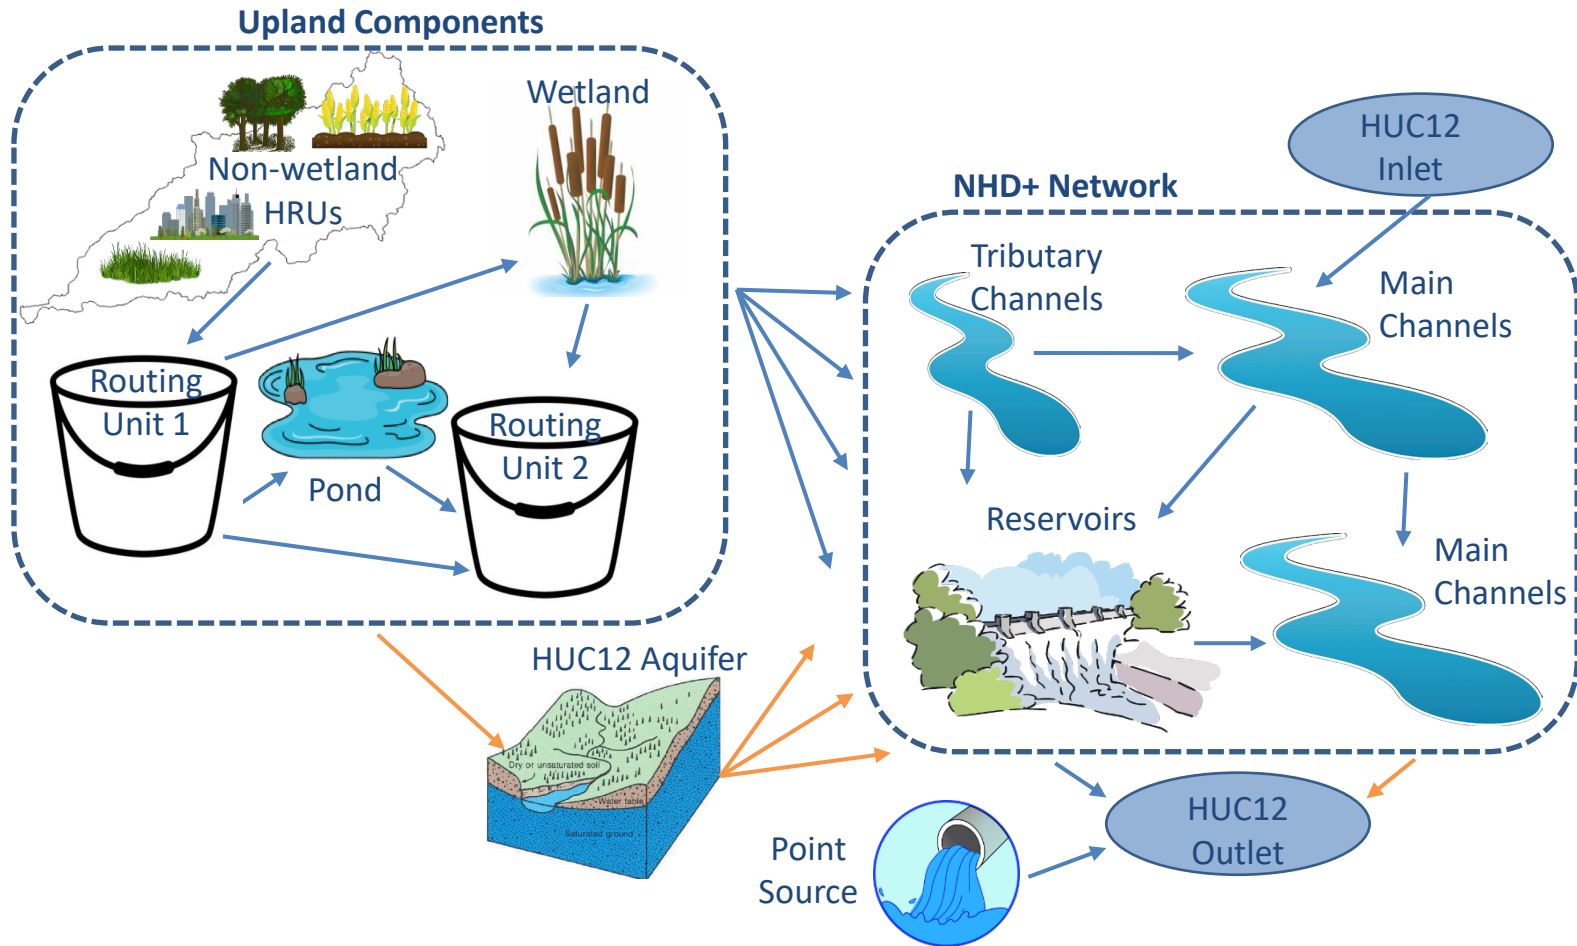 Upland Components
Wetland
Non-wetland
HRUs
Routing
Unit 1
Pond
Routing
Unit 2
HUC12
Inlet
NHD+ Network
Tributary
Channels
Main
Channels
Reservoirs
Main
Channels
HUC12 Aquifer
Dry or unsaturated soil
Water table
Saturated ground
Point
Source
HUC12
Outlet